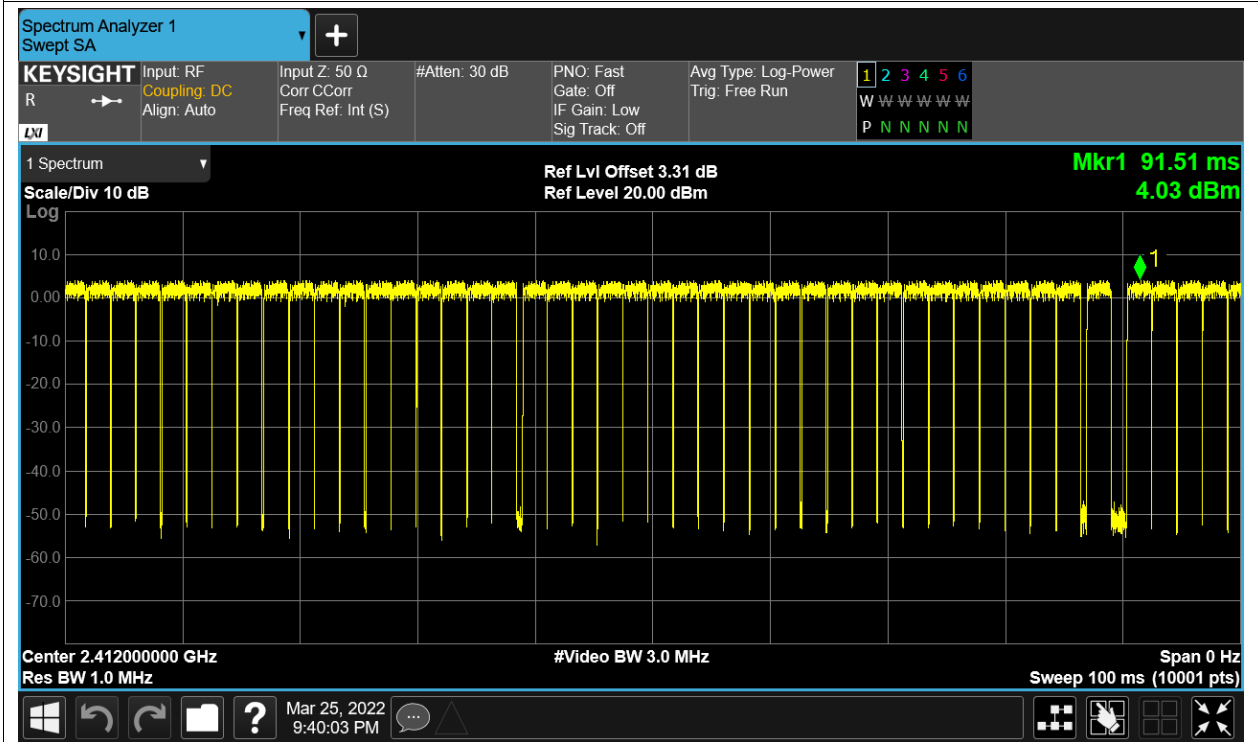 Spectrum Analyzer 1
Swept SA
+
KEYSIGHT Input: RF Input Z: 50 Ω #Atten: 30 dB PNO: Fast Avg Type: Log-Power 1 2 3 4 5 6
R Coupling: DC Corr CCorr Gate: Off Trig: Free Run W W W W W W
Align: Auto Freq Ref: Int (S) IF Gain: Low
LXI Sig Track: Off P N N N N N
1 Spectrum Ref Lvl Offset 3.31 dB Mkr1 91.51 ms
Scale/Div 10 dB Ref Level 20.00 dBm 4.03 dBm
Log
10.0 1
0.00
-10.0
-20.0
-30.0
-40.0
-50.0
-60.0
-70.0
Center 2.412000000 GHz #Video BW 3.0 MHz Span 0 Hz
Res BW 1.0 MHz Sweep 100 ms (10001 pts)
? Mar 25, 2022
9:40:03 PM